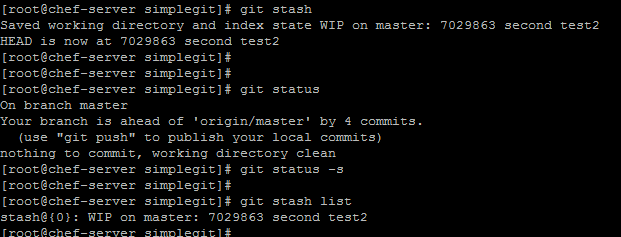 [root@chef-server simplegit]# git stash
Saved working directory and index state WIP on master: 7029863 second test2
HEAD is now at 7029863 second test2
[root@chef-server simplegit]#
[root@chef-server simplegit]#
[root@chef-server simplegit]# git status
On branch master
Your branch is ahead of 'origin/master' by 4 commits.
  (use "git push" to publish your local commits)
nothing to commit, working directory clean
[root@chef-server simplegit]# git status -s
[root@chef-server simplegit]#
[root@chef-server simplegit]# git stash list
stash@{0}: WIP on master: 7029863 second test2
[root@chef-server simplegit]#